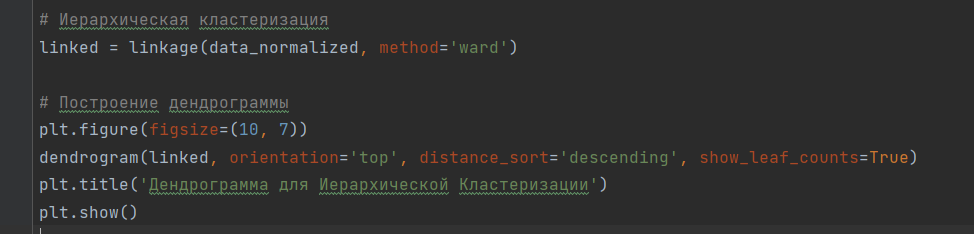 # Иерархическая кластеризация
linked = linkage(data_normalized, method='ward')
# Построение дендрограммы
plt.figure(figsize=(10, 7))
dendrogram(linked, orientation='top', distance_sort='descending', show_leaf_counts=True)
plt.title('Дендрограмма для Иерархической Кластеризации')
plt.show()